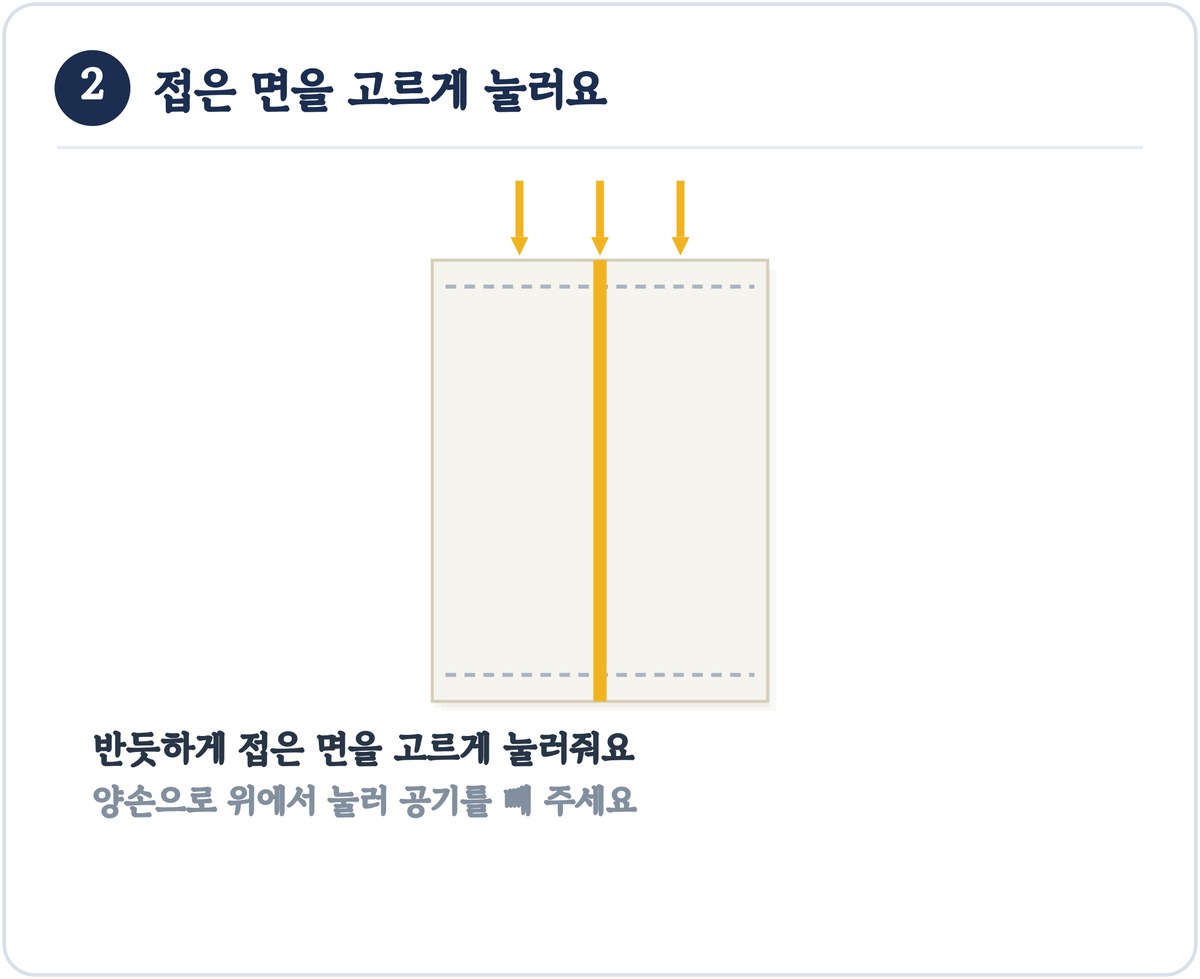 2 접은 면을 고르게 눌러요
반듯하게 접은 면을 고르게 눌러줘요
양손으로 위에서 눌러 공기를 주세요